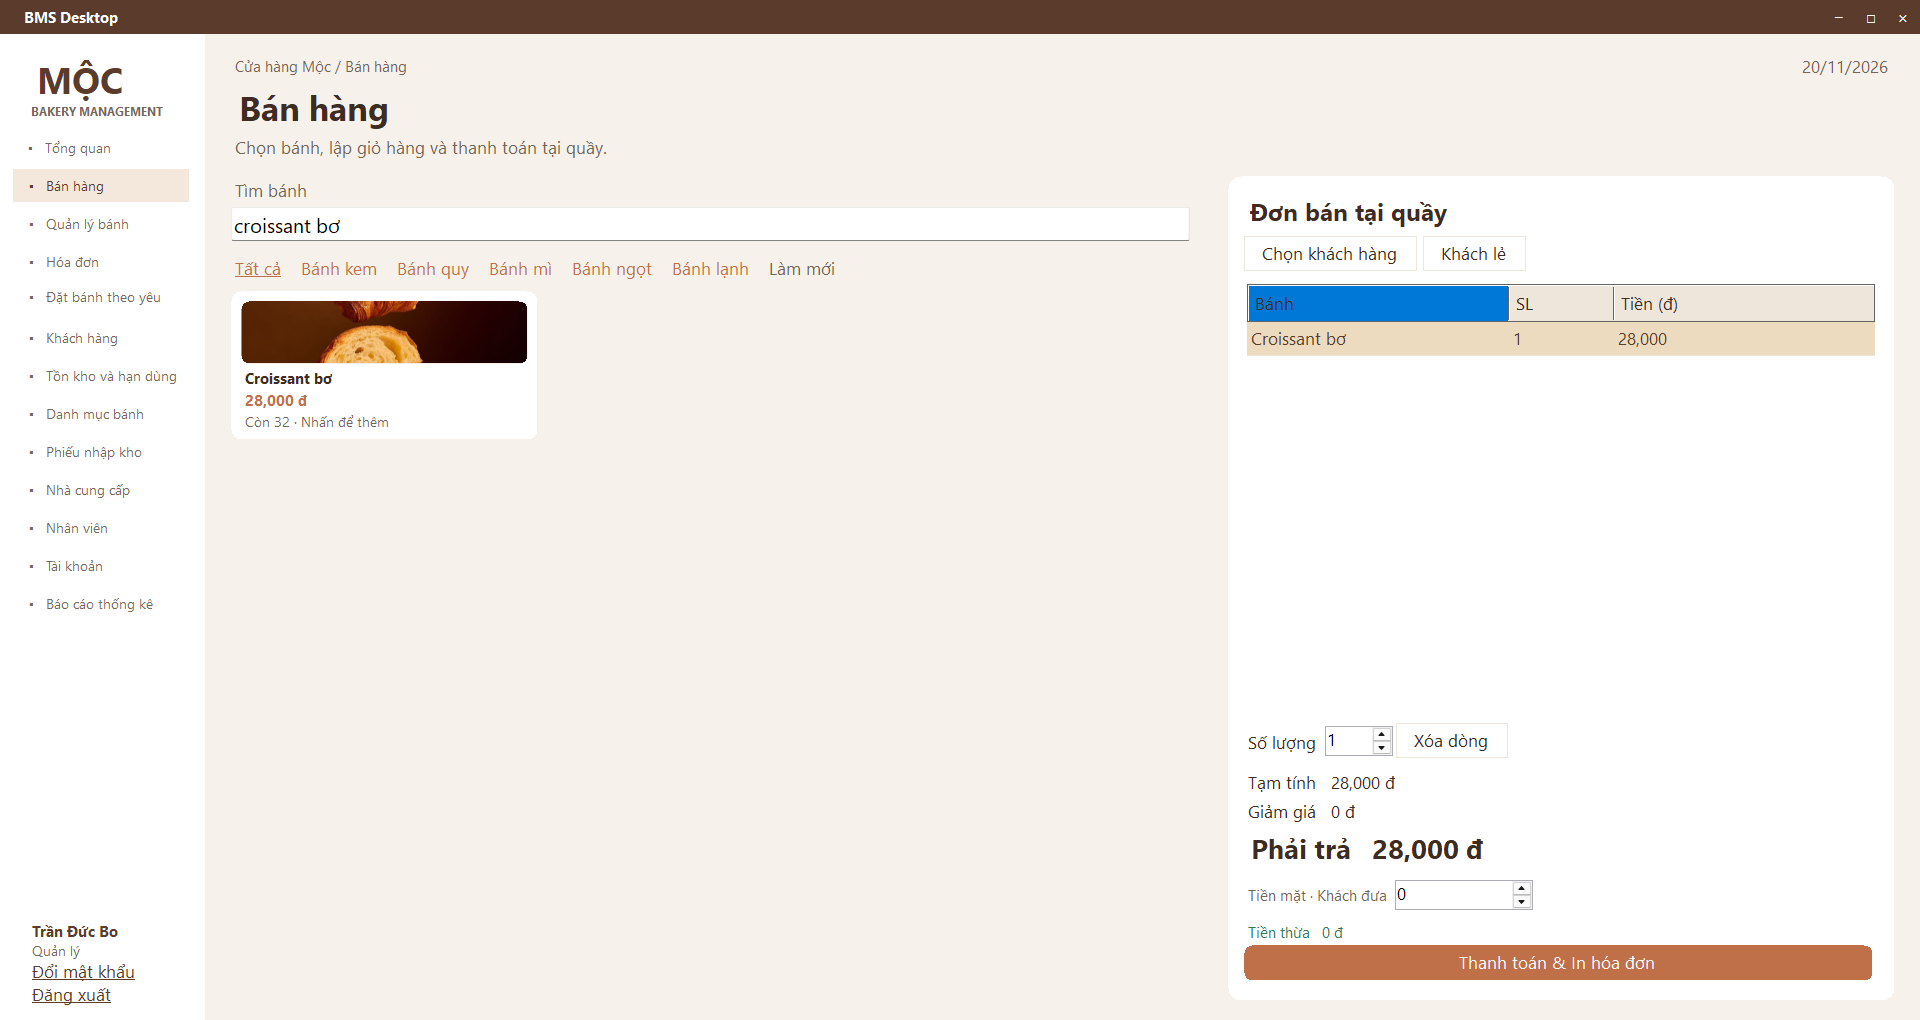 BMS Desktop
MỘC
BAKERY MANAGEMENT
Tổng quan
Bán hàng
Quản lý bánh
Hóa đơn
Đặt bánh theo yêu
Khách hàng
Tồn kho và hạn dùng
Danh mục bánh
Phiếu nhập kho
Nhà cung cấp
Nhân viên
Tài khoản
Báo cáo thống kê
Trần Đức Bo
Quản lý
Đổi mật khẩu
Đăng xuất
Cửa hàng Mộc / Bán hàng
20/11/2026
Bán hàng
Chọn bánh, lập giỏ hàng và thanh toán tại quầy.
Tìm bánh
croissant bơ
Tất cả Bánh kem Bánh quy Bánh mì Bánh ngọt Bánh lạnh Làm mới
Croissant bơ
28,000 đ
Còn 32 · Nhấn để thêm
Đơn bán tại quầy
Chọn khách hàng Khách lẻ
Bánh SL Tiền (đ)
Croissant bơ 1 28,000
Số lượng 1 Xóa dòng
Tạm tính 28,000 đ
Giảm giá 0 đ
Phải trả 28,000 đ
Tiền mặt · Khách đưa 0
Tiền thừa 0 đ
Thanh toán & In hóa đơn